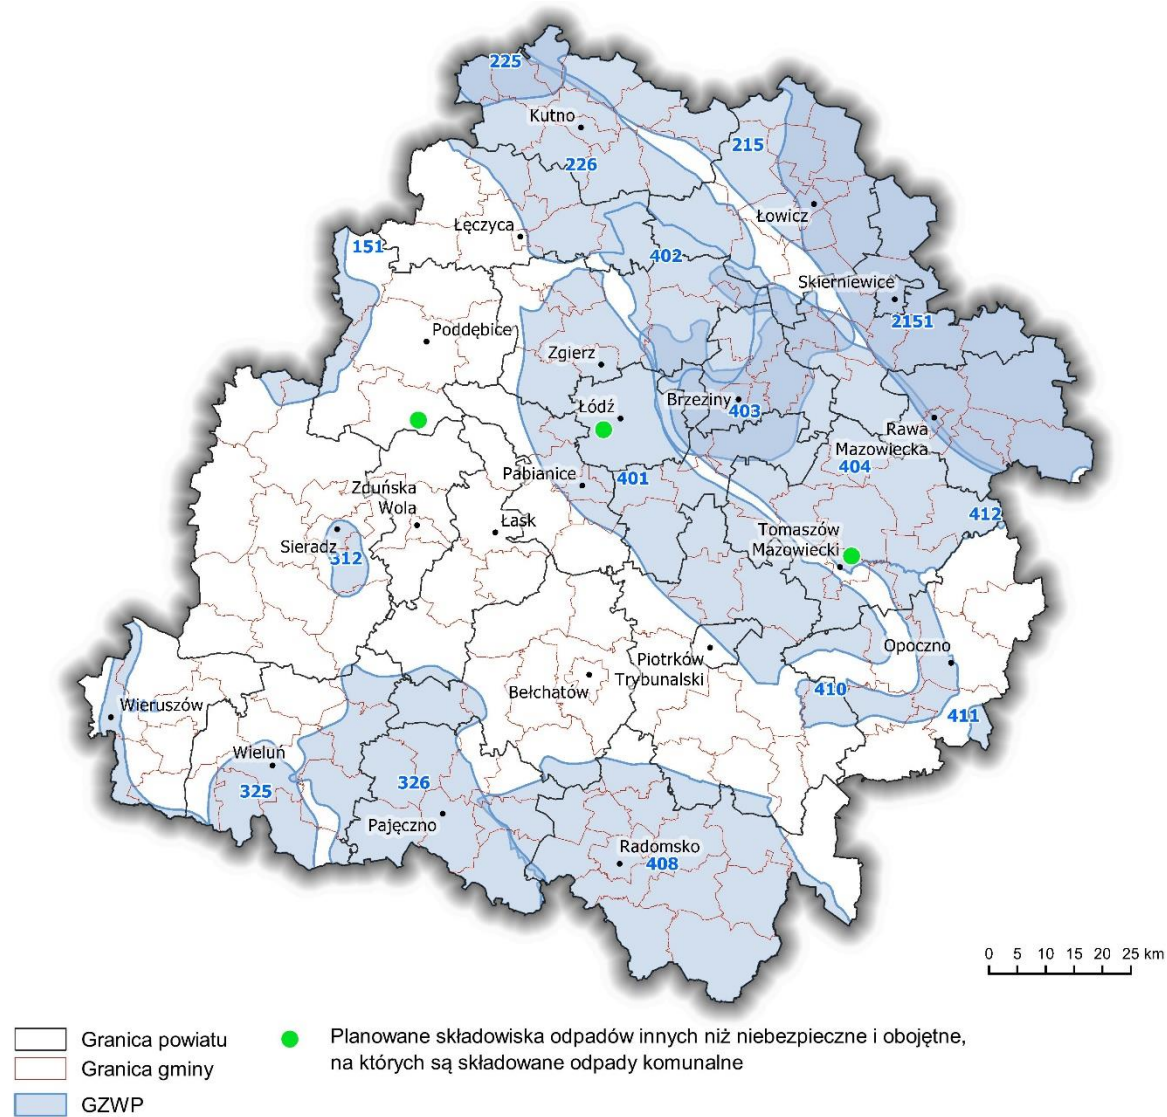 225
Kutno
215
226
Łowicz
Łęczyca
151
402
Skierniewice
2151
Poddębice
Zgierz
Łódź
Brzeziny
403
Rawa
Mazowiecka
404
Pabianice
401
Zduńska
Wola
Łask
412
Tomaszów
Mazowiecki
Sieradz
312
Piotrków
Trybunalski
Opoczno
Bełchatów
410
411
Wieruszów
Wieluń
325
326
Pajęczno
Radomsko
408
0 5 10 15 20 25 km
Granica powiatu
Granica gminy
GZWP
Planowane składowiska odpadów innych niż niebezpieczne i obojętne,
na których są składowane odpady komunalne